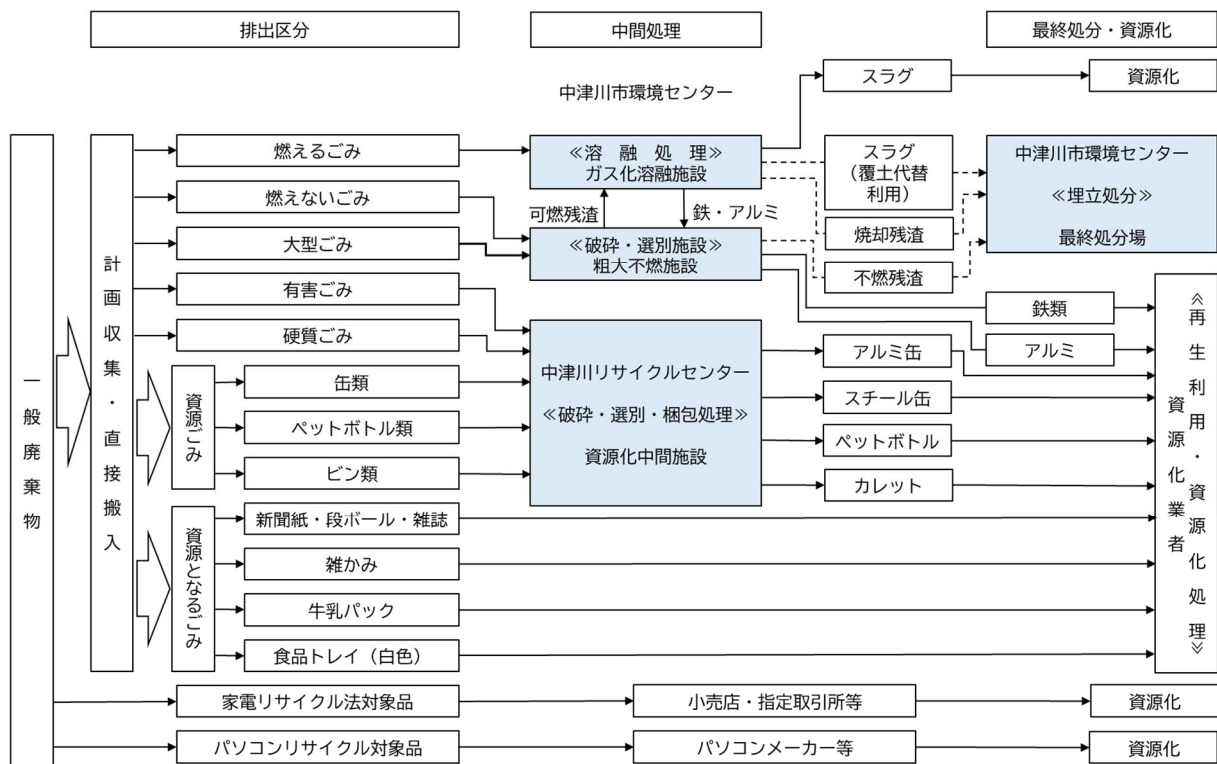 排出区分
中間処理
最終処分・資源化
中津川市環境センター
スラグ
資源化
一般廃棄物
計画収集・直接搬入
燃えるごみ
≪溶融処理≫
ガス化溶融施設
スラグ
（覆土代替
利用）
中津川市環境センター
≪埋立処分≫
最終処分場
燃えないごみ
可燃残渣
鉄・アルミ
焼却残渣
大型ごみ
≪破砕・選別施設≫
粗大不燃施設
不燃残渣
有害ごみ
鉄類
硬質ごみ
アルミ
資源ごみ
缶類
ペットボトル類
ビン類
中津川リサイクルセンター
≪破砕・選別・梱包処理≫
資源化中間施設
アルミ缶
スチール缶
ペットボトル
カレット
≪再生利用・資源化処理≫
資源化業者
資源となるごみ
新聞紙・段ボール・雑誌
雑かみ
牛乳パック
食品トレイ（白色）
家電リサイクル法対象品
小売店・指定取引所等
資源化
パソコンリサイクル対象品
パソコンメーカー等
資源化